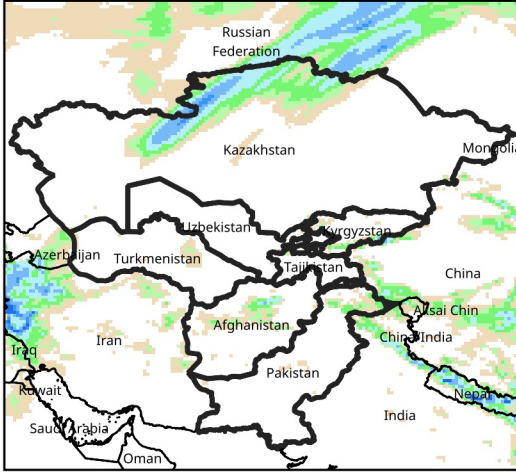 Russian
Federation
Kazakhstan
Mongolia
Uzbekistan
Kyrgyzstan
Azerbaijan
Turkmenistan
Tajikistan
China
Aksai Chin
Afghanistan
China/India
Iran
Iraq
Pakistan
Kuwait
Nepal
India
Saudi Arabia
Oman